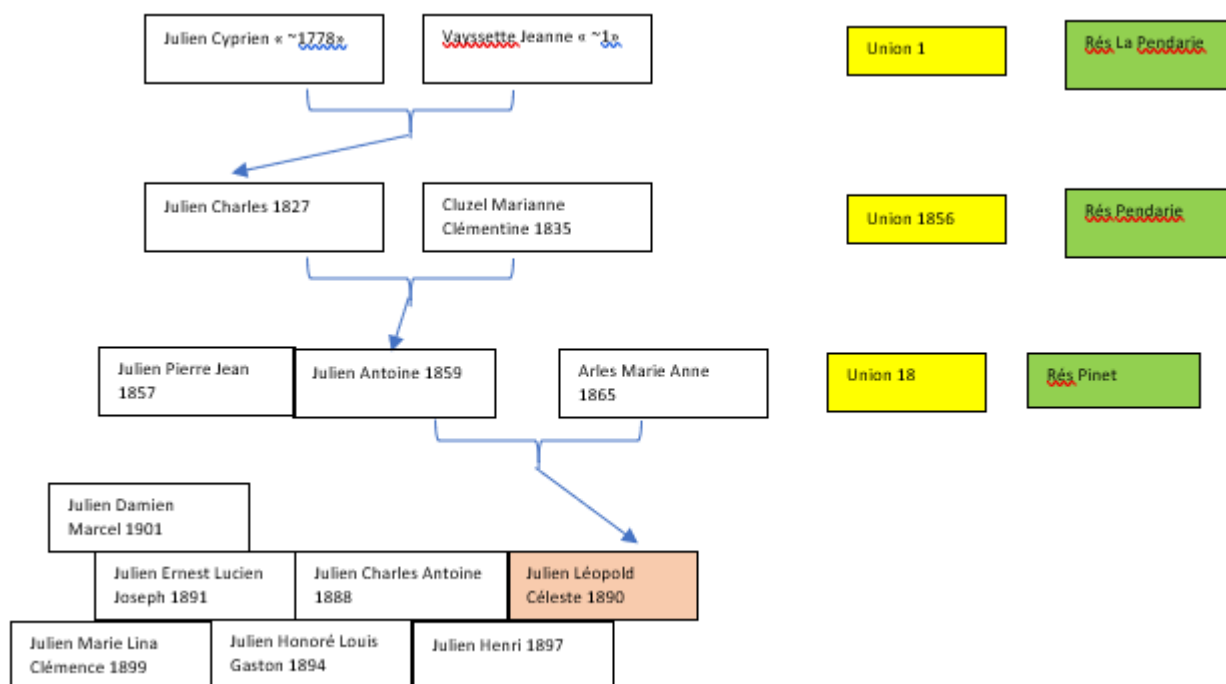 Julien Cyprien « ~1778»
Vayssette Jeanne « ~1»
Union 1
Rés La Pendarie
Julien Charles 1827
Cluzel Marianne
Clémentine 1835
Union 1856
Rés Pendarie
Julien Pierre Jean
1857
Julien Antoine 1859
Arles Marie Anne
1865
Union 18
Rés Pinet
Julien Damien
Marcel 1901
Julien Ernest Lucien
Joseph 1891
Julien Charles Antoine
1888
Julien Léopold
Céleste 1890
Julien Marie Lina
Clémence 1899
Julien Honoré Louis
Gaston 1894
Julien Henri 1897